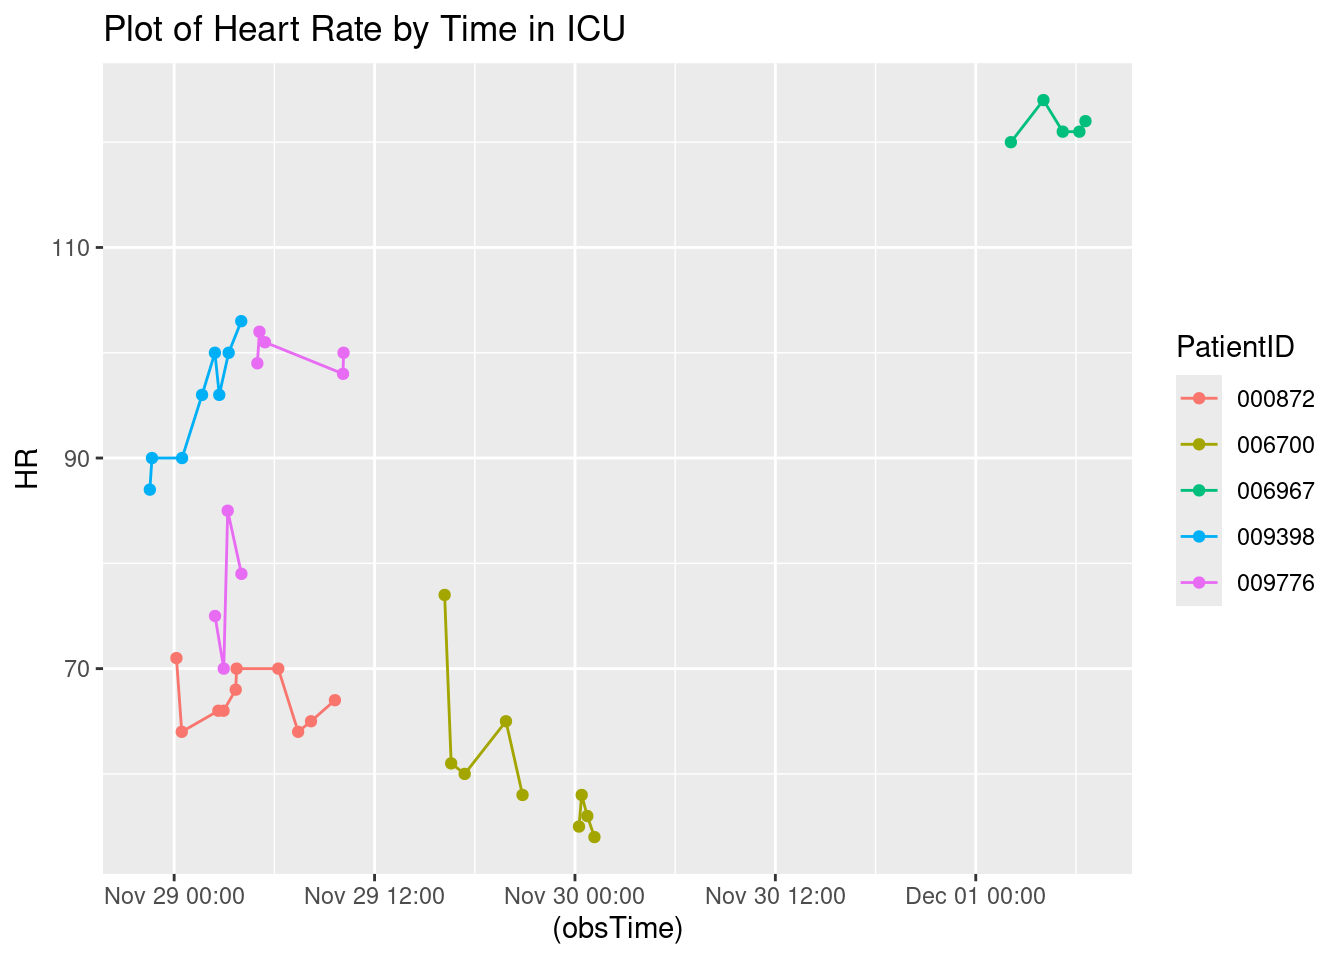 Plot of Heart Rate by Time in ICU
110
90
70
HR
Nov 29 00:00
Nov 29 12:00
Nov 30 00:00
Nov 30 12:00
Dec 01 00:00
(obsTime)
PatientID
000872
006700
006967
009398
009776